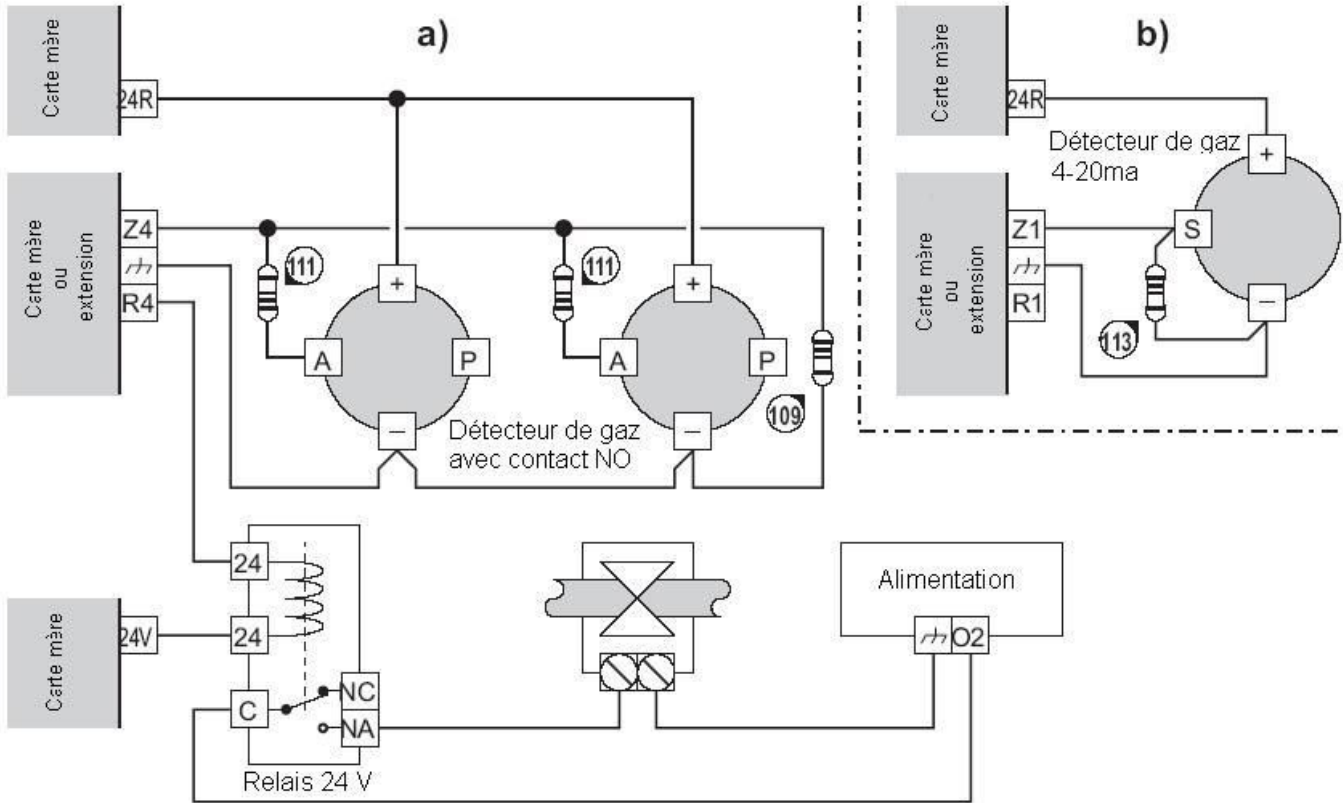 a)
b)
Carte mère
24R
Carte mère
ou
extension
Z4
R4
111
111
+
+
A
P
A
P
109
—
—
Détecteur de gaz
avec contact NO
Carte mère
24R
Détecteur de gaz
4-20ma
+
Carte mère
ou
extension
Z1
R1
S
113
—
Carte mère
24V
24
24
C
NC
NA
Relais 24 V
Alimentation
O2